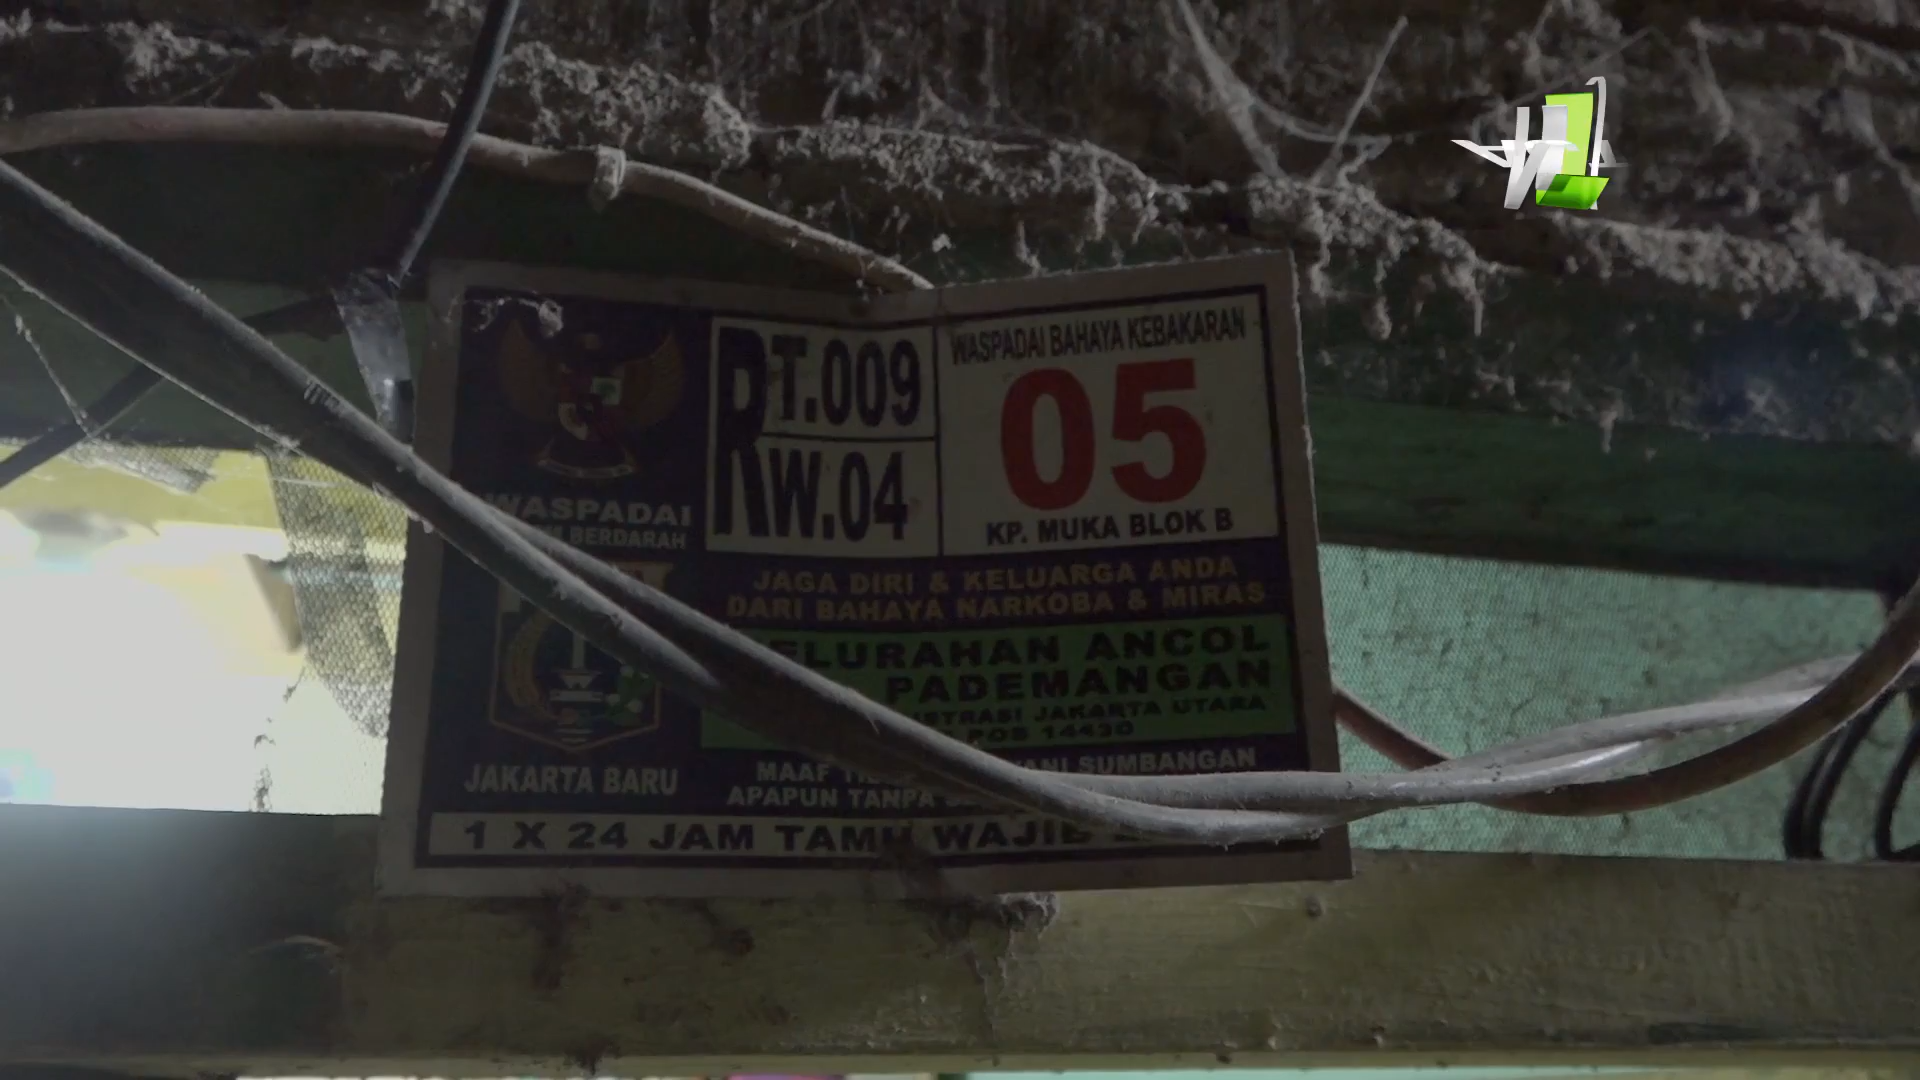 RT.009
RW.04
WASPADAI BAHAYA KEBAKARAN
05
KP. MUKA BLOK B
WASPADAI
BERDARAH
JAGA DIRI & KELUARGA ANDA
DARI BAHAYA NARKOBA & MIRAS
ANCOL
PADEMANGAN
JAKARTA UTARA
POS 14430
JAKARTA BARU
MAAF SUMBANGAN
APAPUN TANPA
1 X 24 JAM TAMU WAJIB